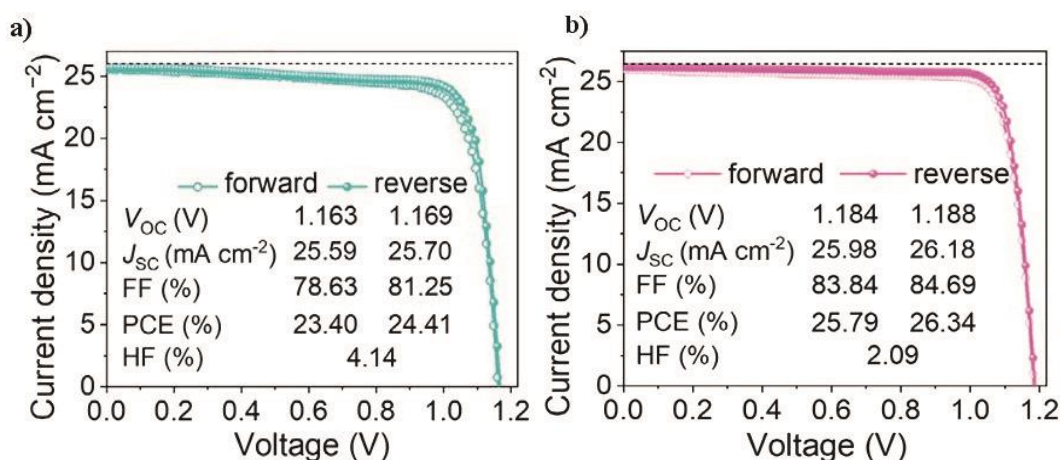 a)
Current density (mA cm⁻²)
25
20
15
10
5
0
forward reverse
V_OC (V) 1.163 1.169
J_SC (mA cm⁻²) 25.59 25.70
FF (%) 78.63 81.25
PCE (%) 23.40 24.41
HF (%) 4.14
0.0 0.2 0.4 0.6 0.8 1.0 1.2
Voltage (V)
b)
Current density (mA cm⁻²)
25
20
15
10
5
0
forward reverse
V_OC (V) 1.184 1.188
J_SC (mA cm⁻²) 25.98 26.18
FF (%) 83.84 84.69
PCE (%) 25.79 26.34
HF (%) 2.09
0.0 0.2 0.4 0.6 0.8 1.0 1.2
Voltage (V)